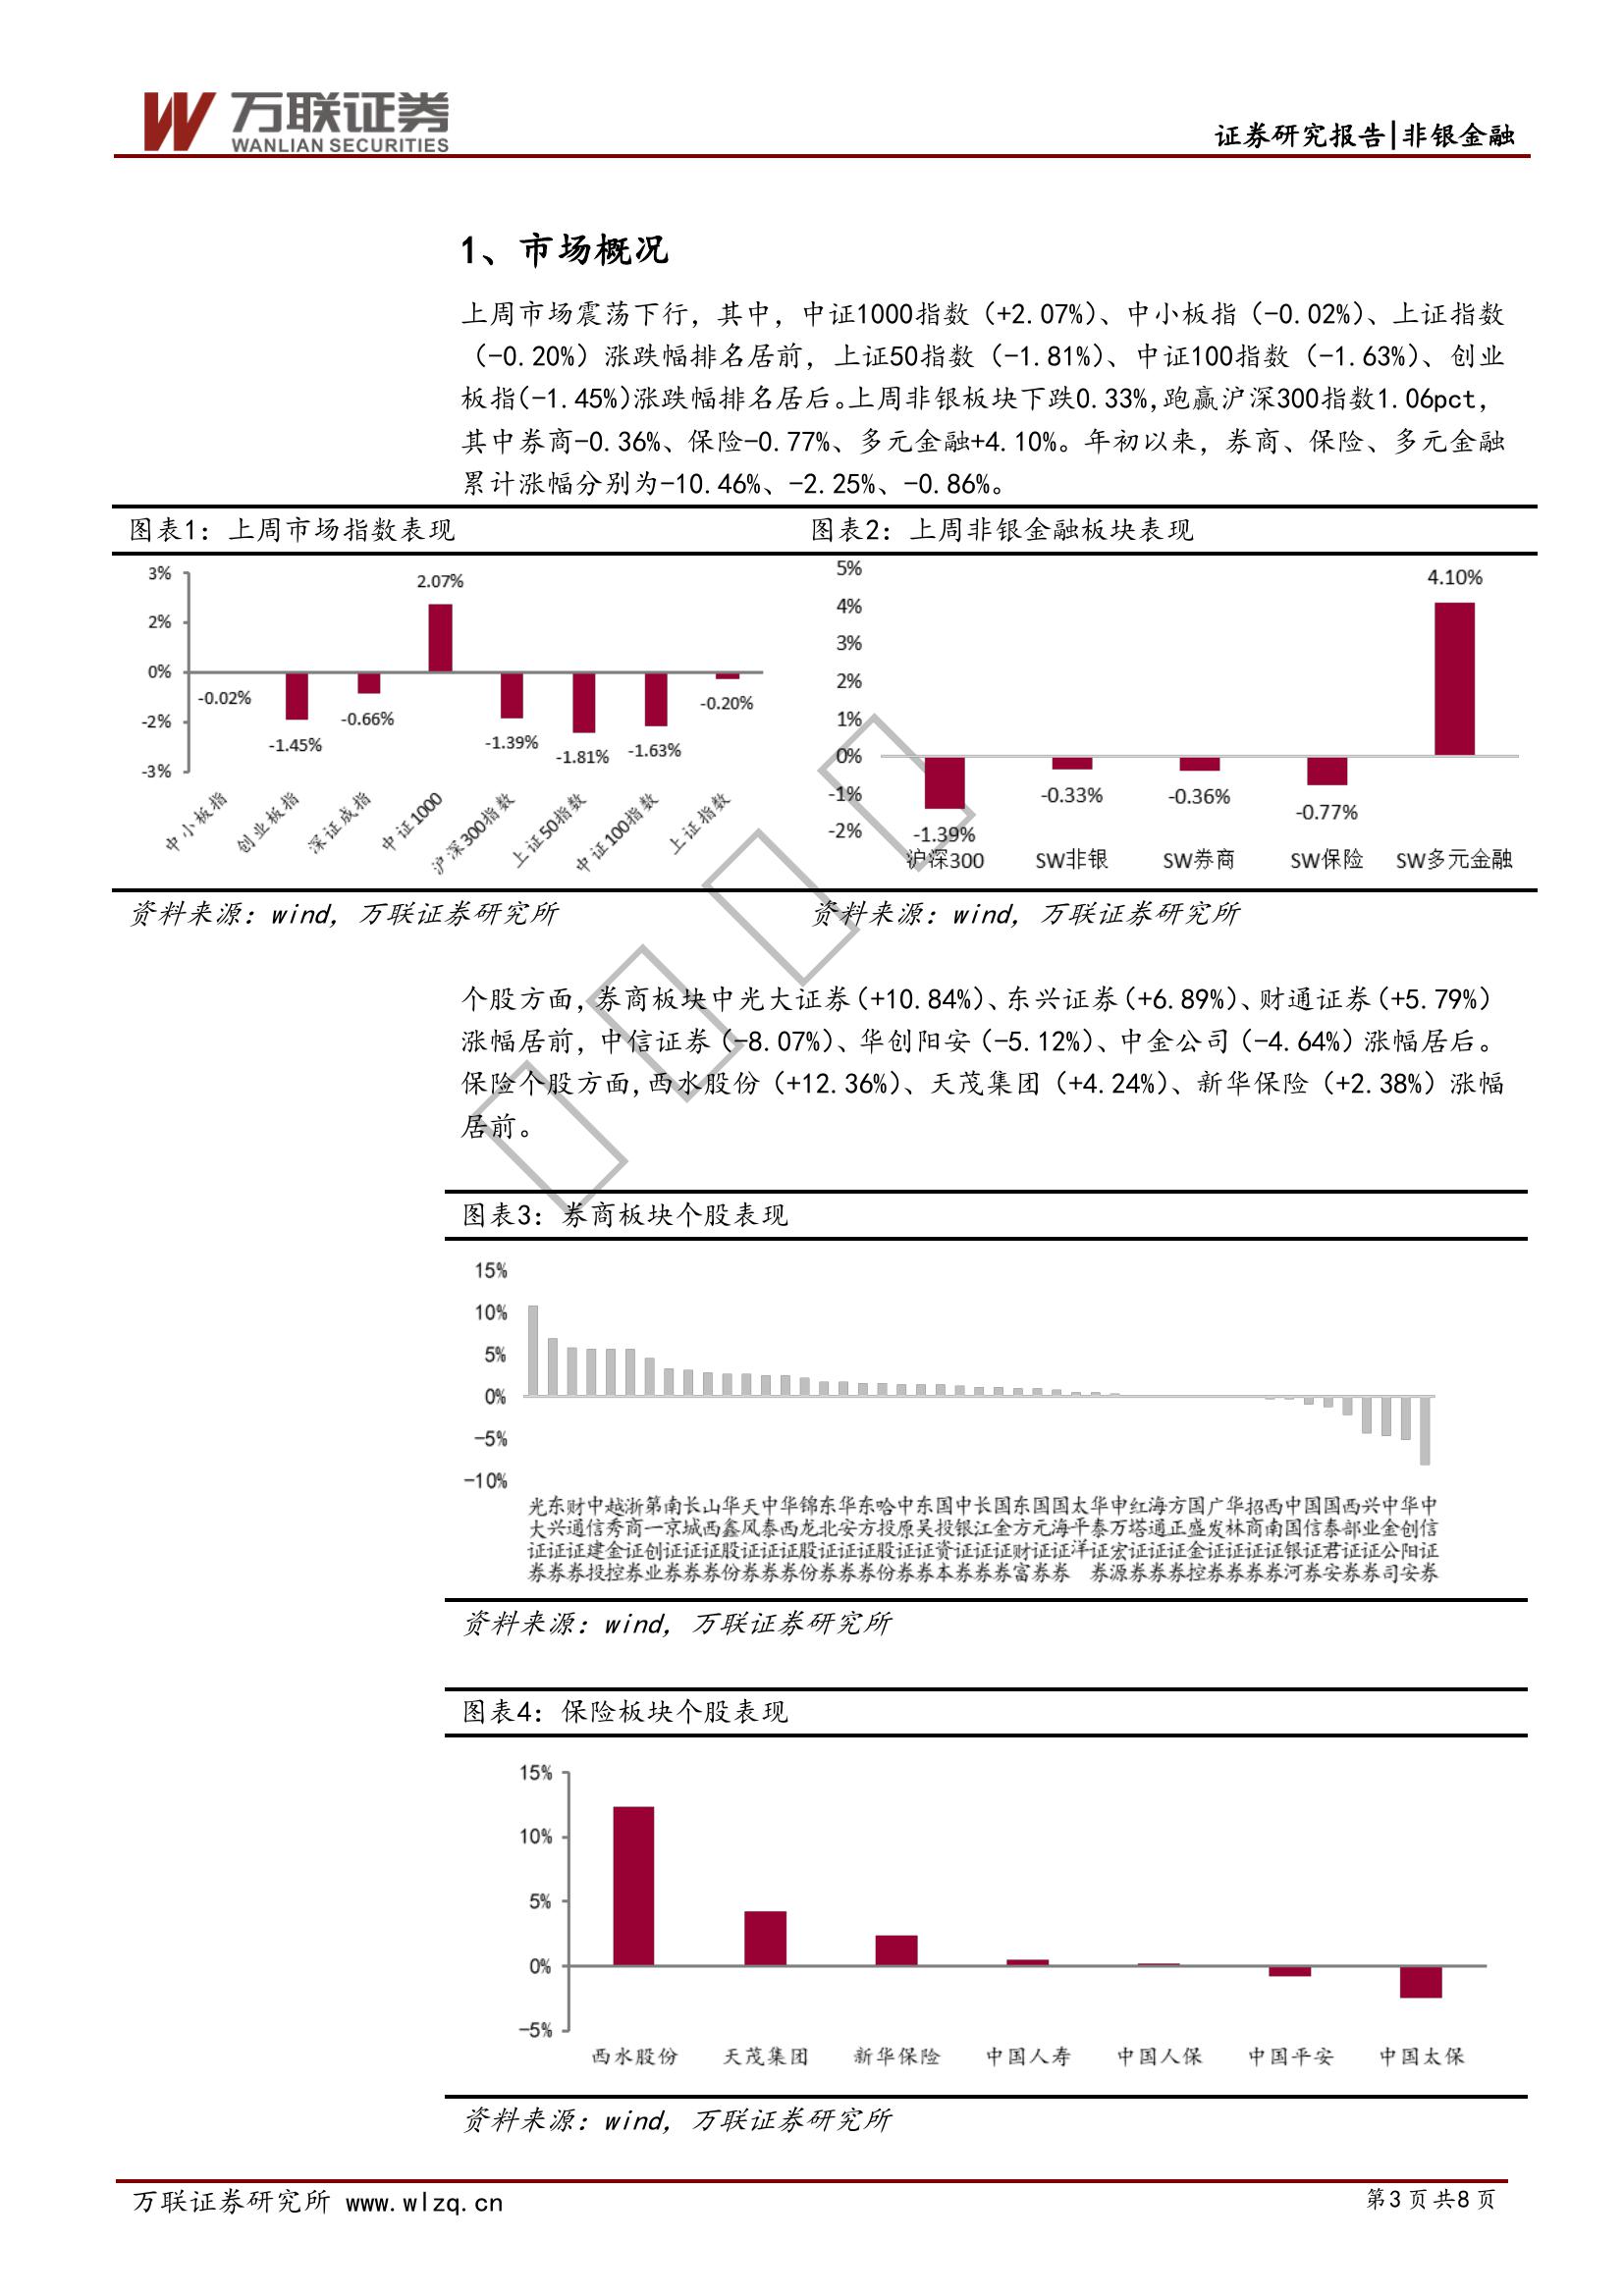 万联证券
WANLIAN SECURITIES
证券研究报告|非银金融
1、市场概况
上周市场震荡下行，其中，中证1000指数（+2.07%）、中小板指（-0.02%）、上证指数
（-0.20%）涨跌幅排名居前，上证50指数（-1.81%）、中证100指数（-1.63%）、创业
板指(-1.45%)涨跌幅排名居后。上周非银板块下跌0.33%,跑赢沪深300指数1.06pct，
其中券商-0.36%、保险-0.77%、多元金融+4.10%。年初以来，券商、保险、多元金融
累计涨幅分别为-10.46%、-2.25%、-0.86%。
图表1：上周市场指数表现
3%
2%
0%
-2%
-3%
-0.02%
-1.45%
-0.66%
2.07%
-1.39%
-1.81%
-1.63%
-0.20%
中小板指
创业板指
深证成指
中证1000
沪深300指数
上证50指数
中证100指数
上证指数
资料来源：wind，万联证券研究所
图表2：上周非银金融板块表现
5%
4%
3%
2%
1%
0%
-1%
-2%
-1.39%
-0.33%
-0.36%
-0.77%
4.10%
沪深300
SW非银
SW券商
SW保险
SW多元金融
资料来源：wind，万联证券研究所
个股方面，券商板块中光大证券（+10.84%）、东兴证券（+6.89%）、财通证券（+5.79%）
涨幅居前，中信证券（-8.07%）、华创阳安（-5.12%）、中金公司（-4.64%）涨幅居后。
保险个股方面,西水股份（+12.36%）、天茂集团（+4.24%）、新华保险（+2.38%）涨幅
居前。
图表3：券商板块个股表现
15%
10%
5%
0%
-5%
-10%
光大证券
东兴证券
财通证券
中信建投
越秀金控
浙商证券
第一创业
南京证券
长城证券
山西证券
华鑫股份
天风证券
中泰证券
华西证券
锦龙股份
东北证券
华安证券
东方证券
哈投股份
中原证券
东吴证券
国投资本
中银证券
长江证券
国金证券
东方财富
国元证券
国海证券
太平洋
华泰证券
申万宏源
红塔证券
海通证券
方正证券
国盛金控
广发证券
华林证券
招商证券
西南证券
中国银河
国信证券
国泰君安
西部证券
兴业证券
中金公司
华创阳安
中信证券
资料来源：wind，万联证券研究所
图表4：保险板块个股表现
15%
10%
5%
0%
-5%
西水股份
天茂集团
新华保险
中国人寿
中国人保
中国平安
中国太保
资料来源：wind，万联证券研究所
万联证券研究所 www.wlzq.cn
第3页共8页